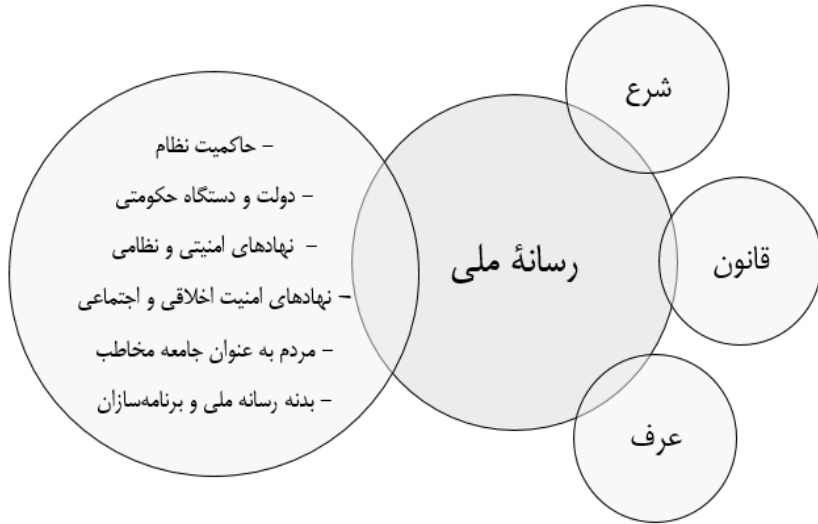 شرع
قانون
عرف
رسانۀ ملی
– حاکمیت نظام
– دولت و دستگاه حکومتی
– نهادهای امنیتی و نظامی
– نهادهای امنیت اخلاقی و اجتماعی
– مردم به عنوان جامعه مخاطب
– بدنه رسانه ملی و برنامه‌سازان